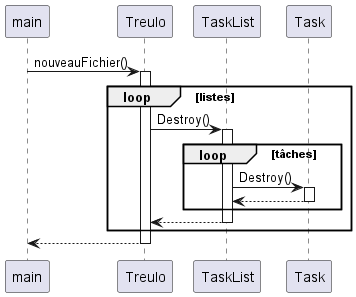 main Treulo TaskList Task
nouveauFichier()
loop [listes]
Destroy()
loop [tâches]
Destroy()
main Treulo TaskList Task